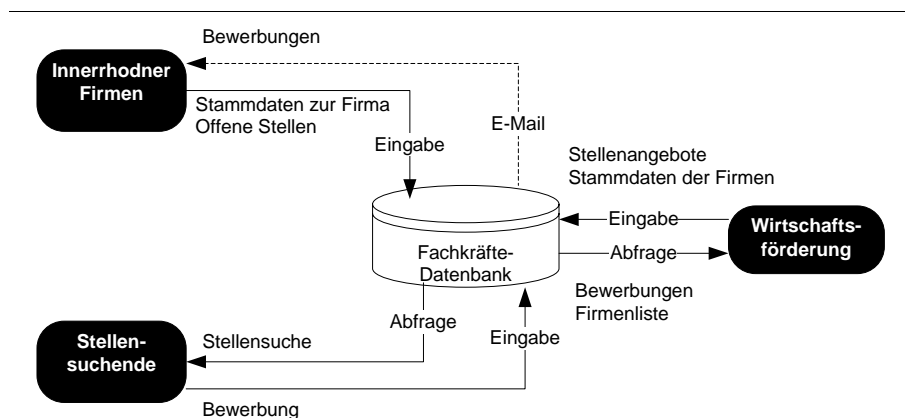 Bewerbungen
Innerrhodner
Firmen
Stammdaten zur Firma
Offene Stellen
E-Mail
Eingabe
Stellenangebote
Stammdaten der Firmen
Eingabe
Wirtschafts-
förderung
Abfrage
Fachkräfte-
Datenbank
Bewerbungen
Firmenliste
Abfrage
Eingabe
Stellen-
suchende
Stellensuche
Bewerbung